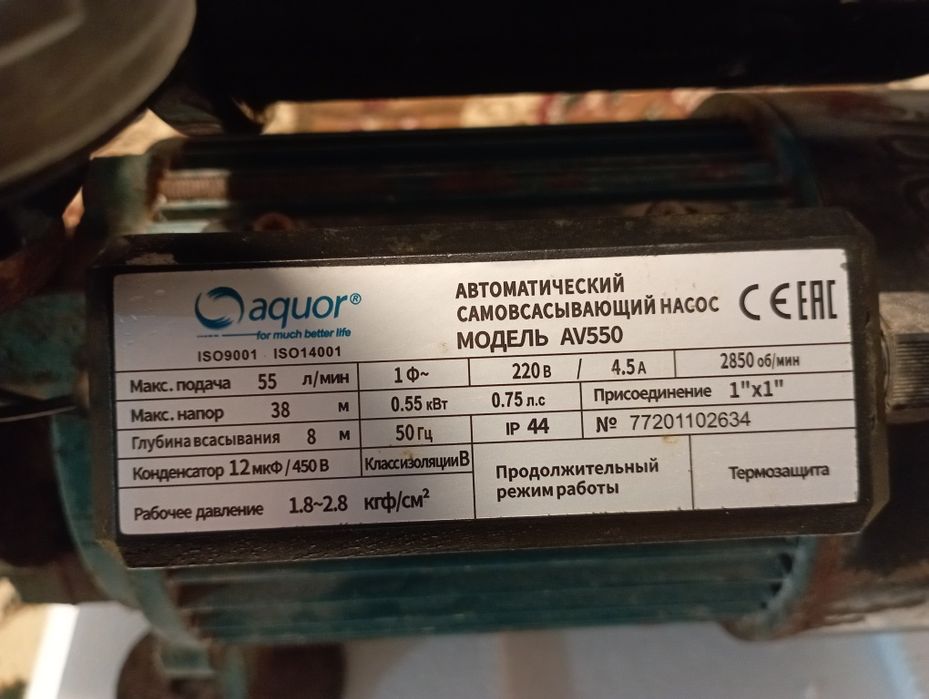 aquor®
for much better life
ISO9001 ISO14001
АВТОМАТИЧЕСКИЙ
САМОВСАСЫВАЮЩИЙ НАСОС
МОДЕЛЬ AV550
CE EAC
Макс. подача 55 л/мин
1 Ф~
220 В / 4.5 А
2850 об/мин
Макс. напор 38 м
0.55 кВт 0.75 л.с
Присоединение 1"x1"
Глубина всасывания 8 м
50 Гц
IP 44
№ 77201102634
Конденсатор 12 мкФ / 450 В
Класс изоляции В
Продолжительный
режим работы
Термозащита
Рабочее давление 1.8~2.8 кгф/см²